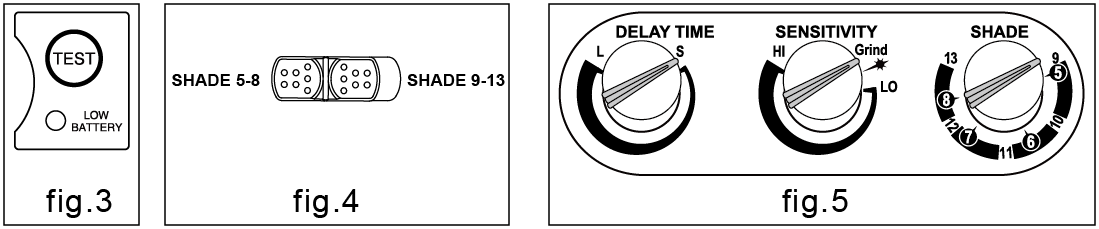 TEST
LOW
BATTERY
fig.3
SHADE 5-8
SHADE 9-13
fig.4
DELAY TIME
L
S
SENSITIVITY
HI
Grind
LO
SHADE
13
9
5
8
12
7
11
6
10
fig.5